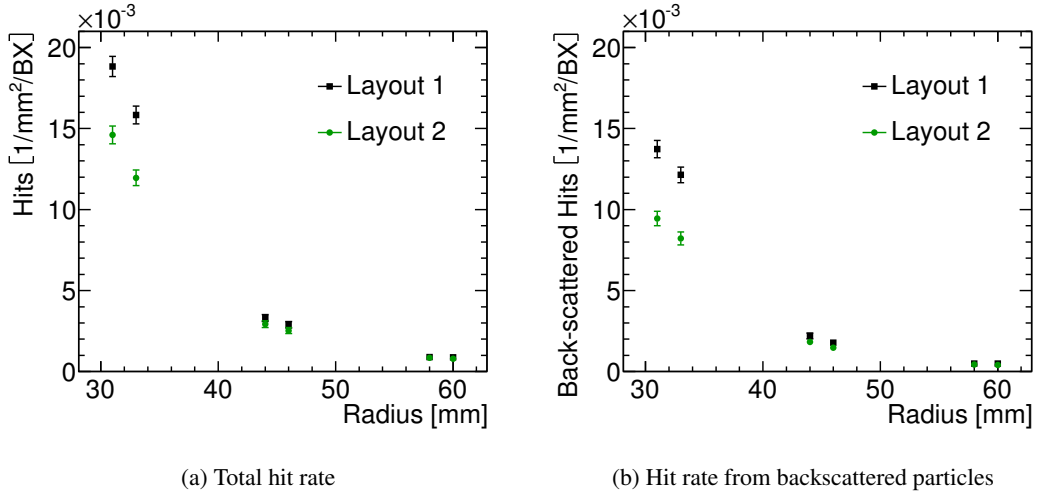 ×10⁻³
Hits [1/mm²/BX]
20
15
10
5
0
30 40 50 60
Radius [mm]
Layout 1
Layout 2
(a) Total hit rate
×10⁻³
Back-scattered Hits [1/mm²/BX]
20
15
10
5
0
30 40 50 60
Radius [mm]
Layout 1
Layout 2
(b) Hit rate from backscattered particles